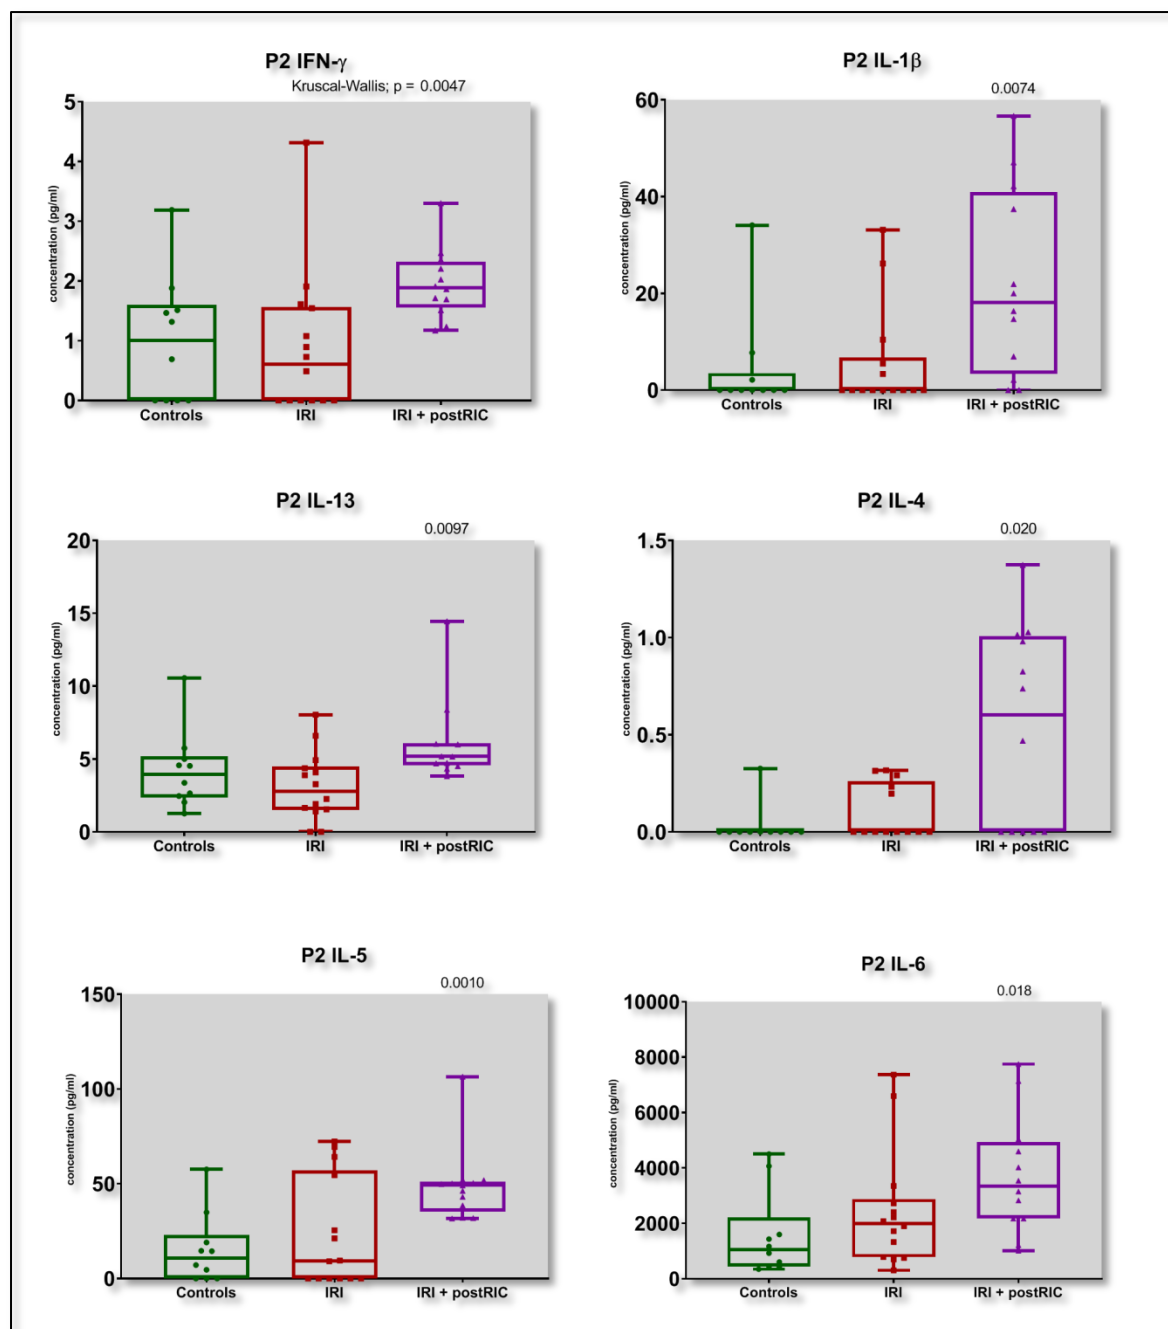 P2 IFN-γ
Kruscal-Wallis; p = 0.0047
concentration (pg/ml)
5
4
3
2
1
0
Controls IRI IRI + postRIC
P2 IL-1β
0.0074
concentration (pg/ml)
60
40
20
0
Controls IRI IRI + postRIC
P2 IL-13
0.0097
concentration (pg/ml)
20
15
10
5
0
Controls IRI IRI + postRIC
P2 IL-4
0.020
concentration (pg/ml)
1.5
1.0
0.5
0.0
Controls IRI IRI + postRIC
P2 IL-5
0.0010
concentration (pg/ml)
150
100
50
0
Controls IRI IRI + postRIC
P2 IL-6
0.018
concentration (pg/ml)
10000
8000
6000
4000
2000
0
Controls IRI IRI + postRIC